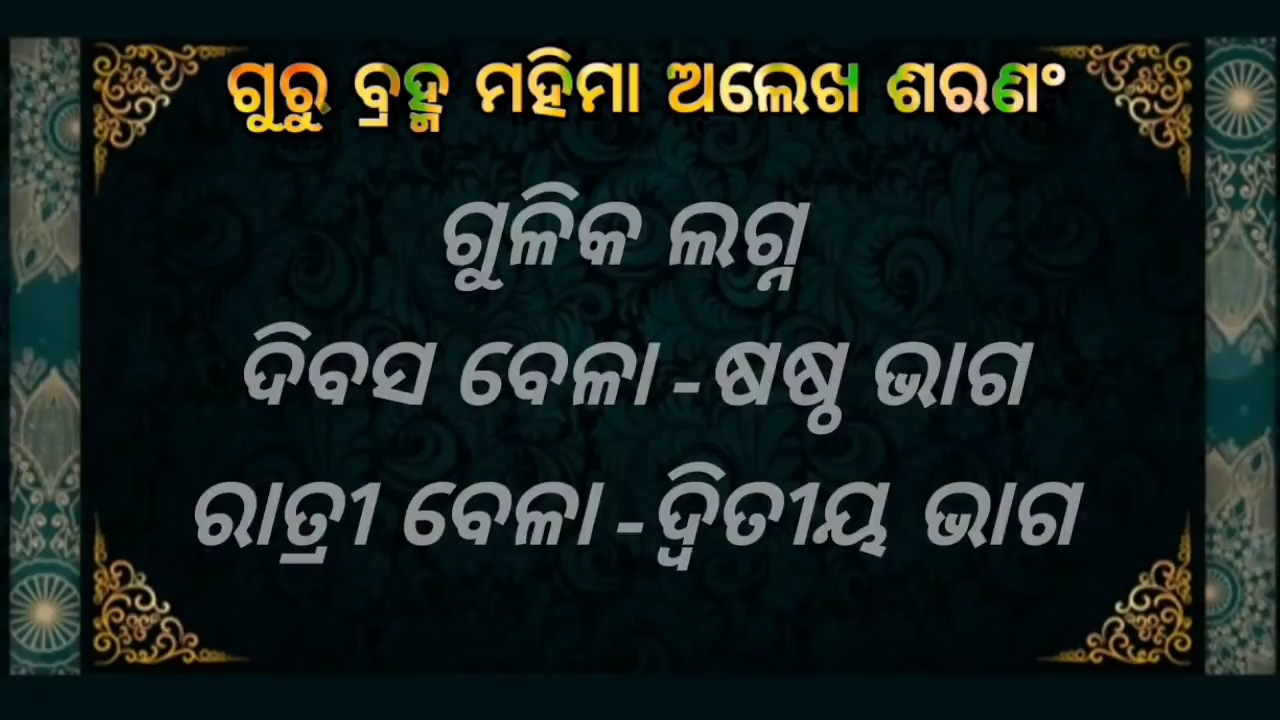 ଗୁରୁ ବ୍ରହ୍ମ ମହିମା ଅଲେଖ ଶରଣଂ
ଗୁଳିକ ଲଗ୍ନ
ଦିବସ ବେଳା - ଷଷ୍ଠ ଭାଗ
ରାତ୍ରୀ ବେଳା - ଦ୍ୱିତୀୟ ଭାଗ